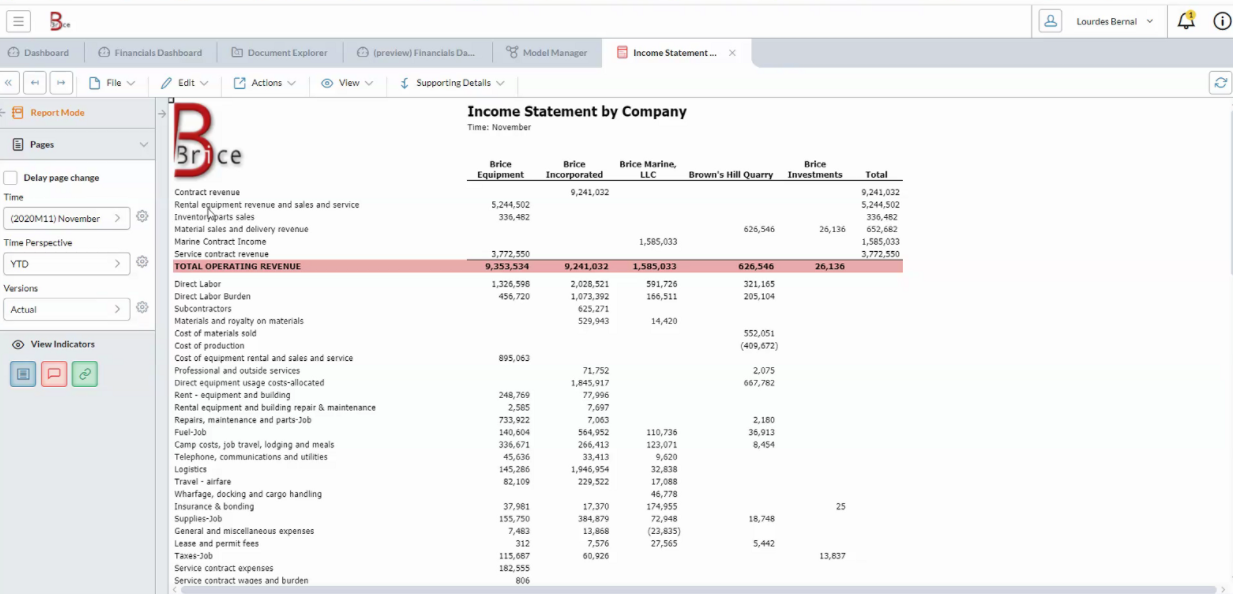 Brice
Lourdes Bernal
1
Dashboard
Financials Dashboard
Document Explorer
(preview) Financials Da...
Model Manager
Income Statement ...
File
Edit
Actions
View
Supporting Details
Report Mode
Pages
Delay page change
Time
(2020M11) November
Time Perspective
YTD
Versions
Actual
View Indicators
Brice
Income Statement by Company
Time: November
Brice Equipment Brice Incorporated Brice Marine, LLC Brown's Hill Quarry Brice Investments Total
Contract revenue 9,241,032 9,241,032
Rental equipment revenue and sales and service 5,244,502 5,244,502
Inventory/parts sales 336,482 336,482
Material sales and delivery revenue 626,546 26,136 652,682
Marine Contract Income 1,585,033 1,585,033
Service contract revenue 3,772,550 3,772,550
TOTAL OPERATING REVENUE 9,353,534 9,241,032 1,585,033 626,546 26,136
Direct Labor 1,326,598 2,028,521 591,726 321,165
Direct Labor Burden 456,720 1,073,392 166,511 205,104
Subcontractors 625,271
Materials and royalty on materials 529,943 14,420
Cost of materials sold 552,051
Cost of production (409,672)
Cost of equipment rental and sales and service 895,063
Professional and outside services 71,752 2,075
Direct equipment usage costs-allocated 1,845,917 667,782
Rent - equipment and building 248,769 77,996
Rental equipment and building repair & maintenance 2,585 7,697
Repairs, maintenance and parts-Job 733,922 7,063 2,180
Fuel-Job 140,604 564,952 110,736 36,913
Camp costs, job travel, lodging and meals 336,671 266,413 123,071 8,454
Telephone, communications and utilities 45,636 33,413 9,620
Logistics 145,286 1,946,954 32,838
Travel - airfare 82,109 229,522 17,088
Wharfage, docking and cargo handling 46,778
Insurance & bonding 37,981 17,370 174,955 25
Supplies-Job 155,750 384,879 72,948 18,748
General and miscellaneous expenses 7,483 13,868 (23,835)
Lease and permit fees 312 7,576 27,565 5,442
Taxes-Job 115,687 60,926 13,837
Service contract expenses 182,555
Service contract wages and burden 806